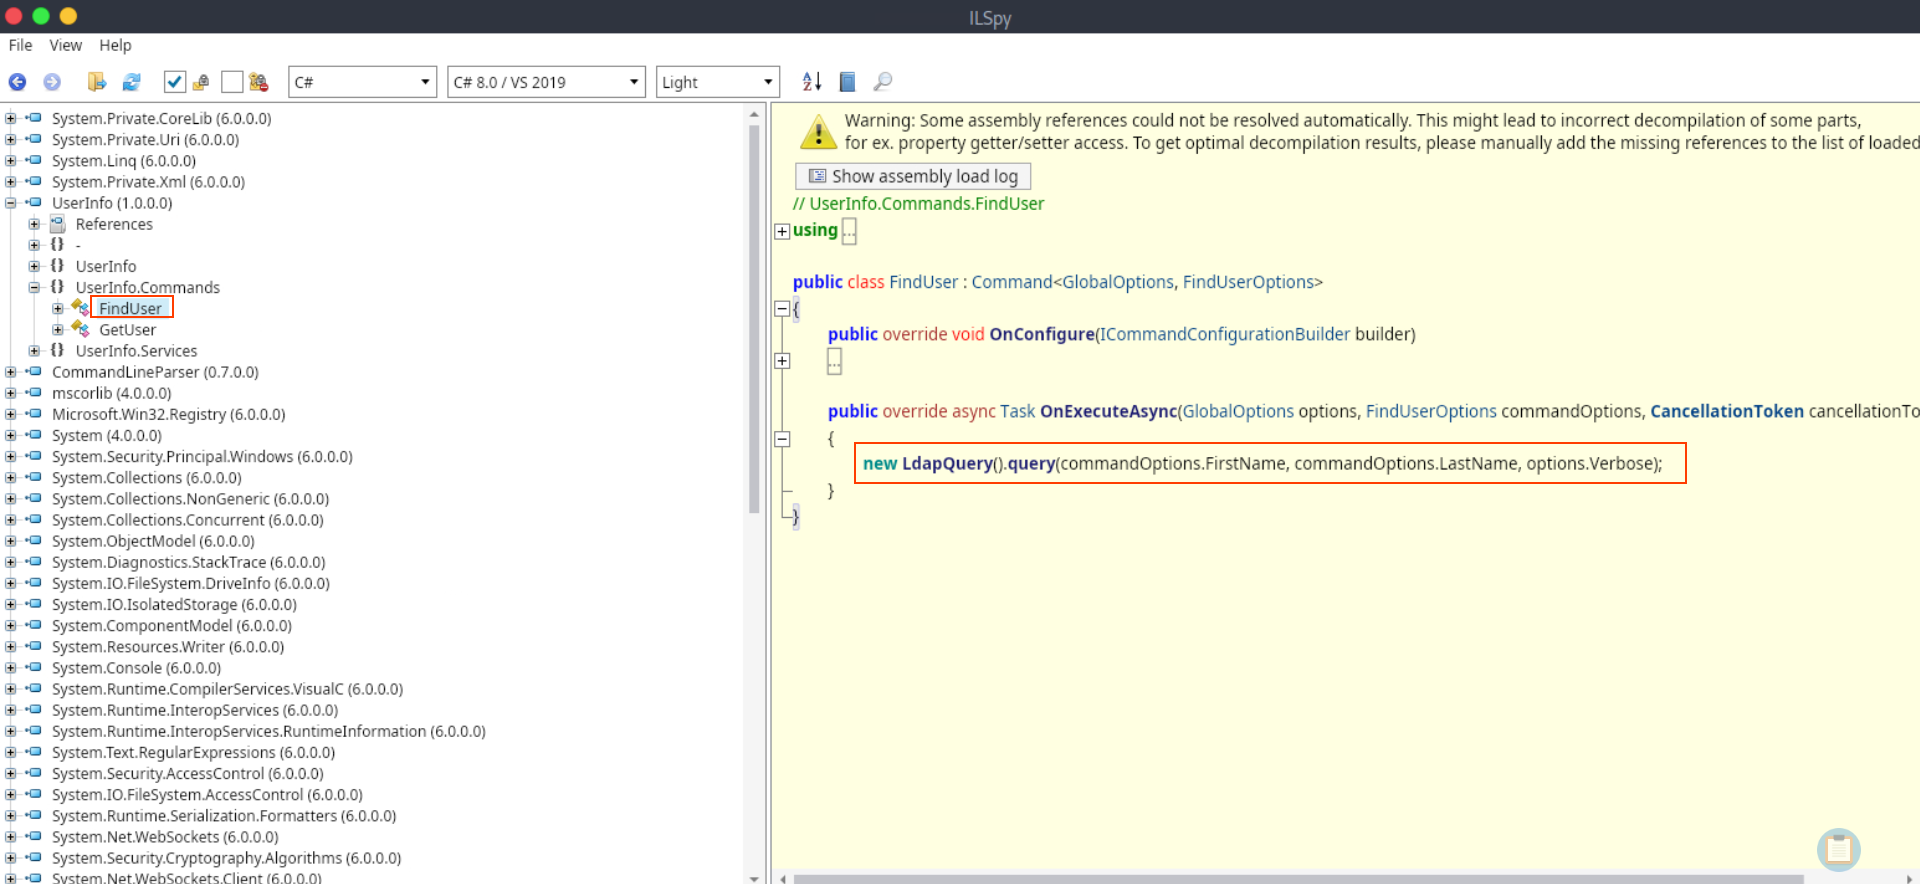 ILSpy
File View Help
C# C# 8.0 / VS 2019 Light
System.Private.CoreLib (6.0.0.0)
System.Private.Uri (6.0.0.0)
System.Linq (6.0.0.0)
System.Private.Xml (6.0.0.0)
UserInfo (1.0.0.0)
References
-
UserInfo
UserInfo.Commands
FindUser
GetUser
UserInfo.Services
CommandLineParser (0.7.0.0)
mscorlib (4.0.0.0)
Microsoft.Win32.Registry (6.0.0.0)
System (4.0.0.0)
System.Security.Principal.Windows (6.0.0.0)
System.Collections (6.0.0.0)
System.Collections.NonGeneric (6.0.0.0)
System.Collections.Concurrent (6.0.0.0)
System.ObjectModel (6.0.0.0)
System.Diagnostics.StackTrace (6.0.0.0)
System.IO.FileSystem.DriveInfo (6.0.0.0)
System.IO.IsolatedStorage (6.0.0.0)
System.ComponentModel (6.0.0.0)
System.Resources.Writer (6.0.0.0)
System.Console (6.0.0.0)
System.Runtime.CompilerServices.VisualC (6.0.0.0)
System.Runtime.InteropServices (6.0.0.0)
System.Runtime.InteropServices.RuntimeInformation (6.0.0.0)
System.Text.RegularExpressions (6.0.0.0)
System.Security.AccessControl (6.0.0.0)
System.IO.FileSystem.AccessControl (6.0.0.0)
System.Runtime.Serialization.Formatters (6.0.0.0)
System.Net.WebSockets (6.0.0.0)
System.Security.Cryptography.Algorithms (6.0.0.0)
System.Net.WebSockets.Client (6.0.0.0)
Warning: Some assembly references could not be resolved automatically. This might lead to incorrect decompilation of some parts,
for ex. property getter/setter access. To get optimal decompilation results, please manually add the missing references to the list of loaded
Show assembly load log
// UserInfo.Commands.FindUser
using ...
public class FindUser : Command<GlobalOptions, FindUserOptions>
{
public override void OnConfigure(ICommandConfigurationBuilder builder)
...
public override async Task OnExecuteAsync(GlobalOptions options, FindUserOptions commandOptions, CancellationToken cancellationTo
{
new LdapQuery().query(commandOptions.FirstName, commandOptions.LastName, options.Verbose);
}
}